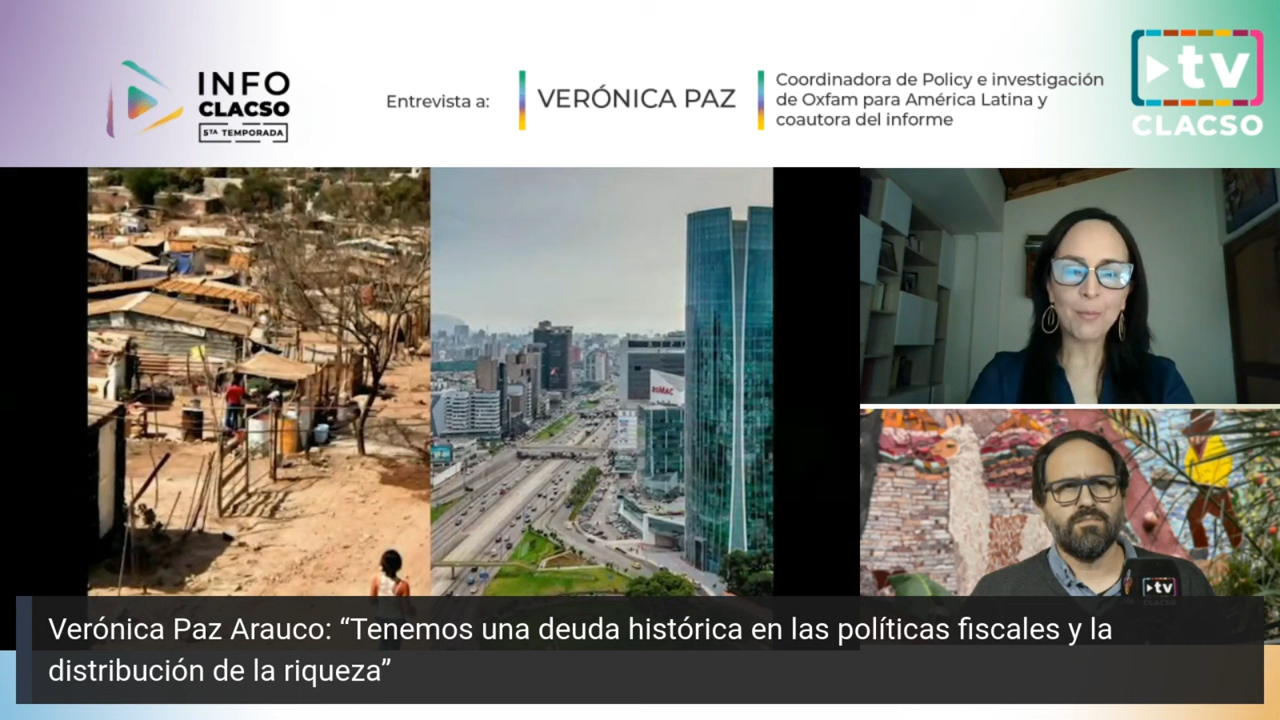 INFO
CLACSO
5TA TEMPORADA
Entrevista a:
VERÓNICA PAZ
Coordinadora de Policy e investigación
de Oxfam para América Latina y
coautora del informe
tv
CLACSO
RIMAC
tv
CLACSO
Verónica Paz Arauco: “Tenemos una deuda histórica en las políticas fiscales y la
distribución de la riqueza”